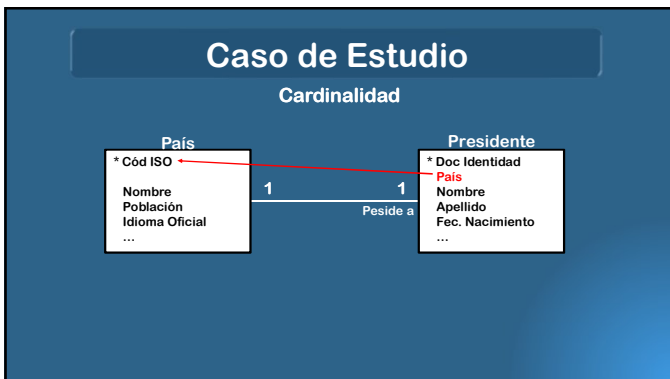 Caso de Estudio
Cardinalidad
País
* Cód ISO
Nombre
Población
Idioma Oficial
...
1
1
Peside a
Presidente
* Doc Identidad
País
Nombre
Apellido
Fec. Nacimiento
...